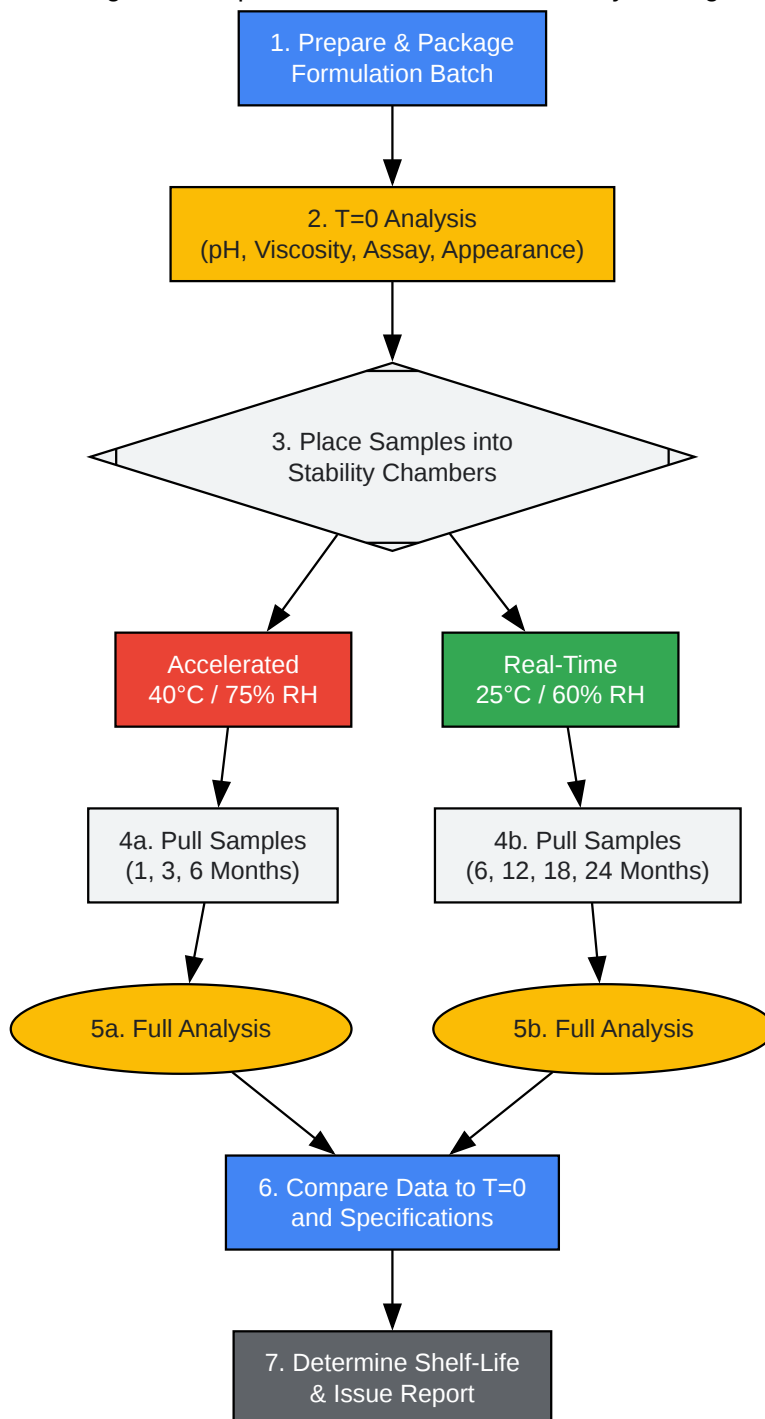 1. Prepare & Package
Formulation Batch
2. T=0 Analysis
(pH, Viscosity, Assay, Appearance)
3. Place Samples into
Stability Chambers
Accelerated
40°C / 75% RH
Real-Time
25°C / 60% RH
4a. Pull Samples
(1, 3, 6 Months)
4b. Pull Samples
(6, 12, 18, 24 Months)
5a. Full Analysis
5b. Full Analysis
6. Compare Data to T=0
and Specifications
7. Determine Shelf-Life
& Issue Report